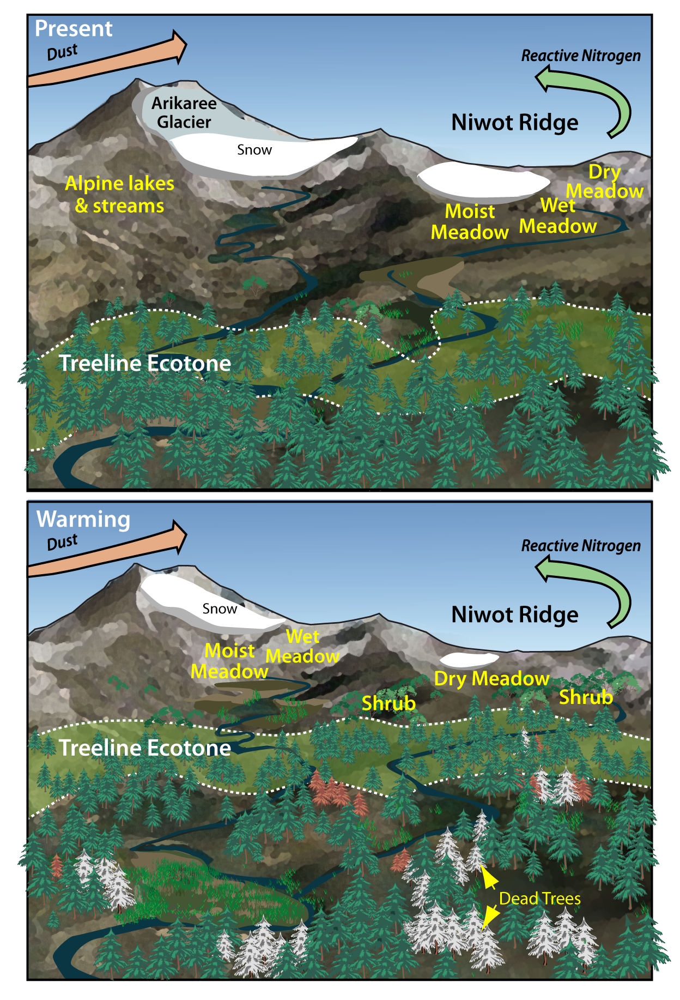 Present
Dust
Reactive Nitrogen
Arikaree
Glacier
Niwot Ridge
Snow
Alpine lakes
& streams
Dry
Meadow
Wet
Meadow
Moist
Meadow
Treeline Ecotone
Warming
Dust
Reactive Nitrogen
Snow
Niwot Ridge
Wet
Meadow
Moist
Meadow
Dry Meadow
Shrub
Shrub
Treeline Ecotone
Dead Trees